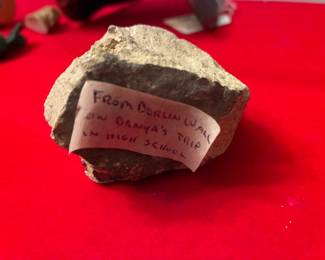 FROM BERLIN WALL
ON DANYA'S TRIP
IN HIGH SCHOOL